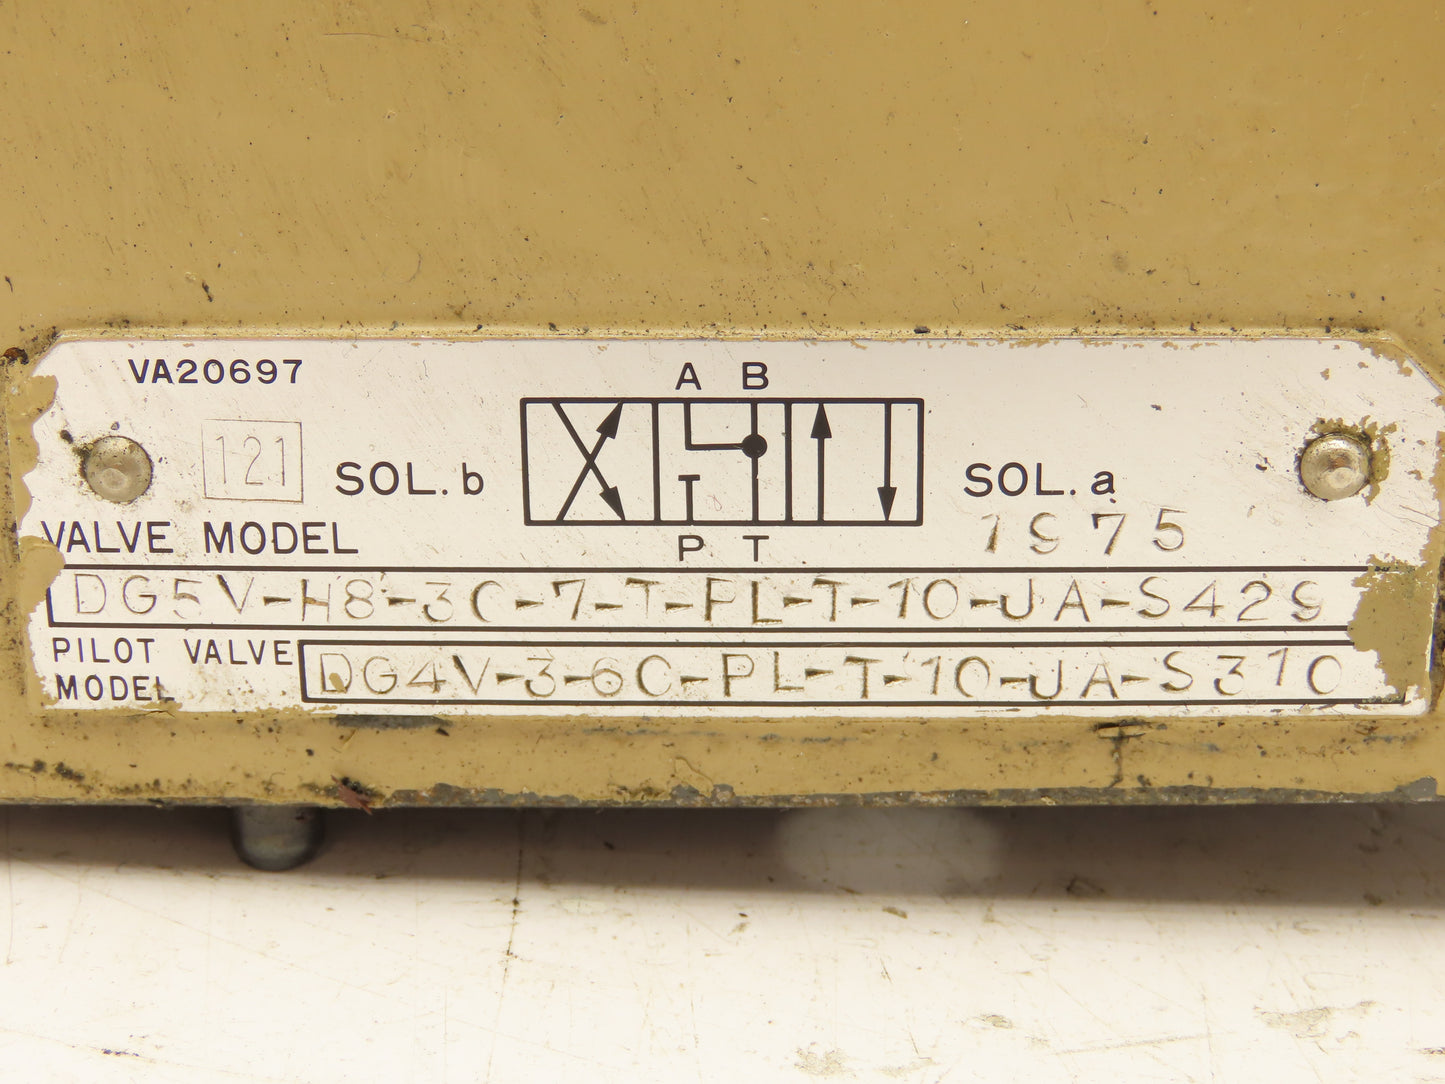 VA20697
A B
121
SOL. b
SOL. a
1975
VALVE MODEL
P T
DG5V-H8-3C-7-T-PL-T-10-JA-S429
PILOT VALVE
MODEL
DG4V-3-6C-PL-T-10-JA-S310